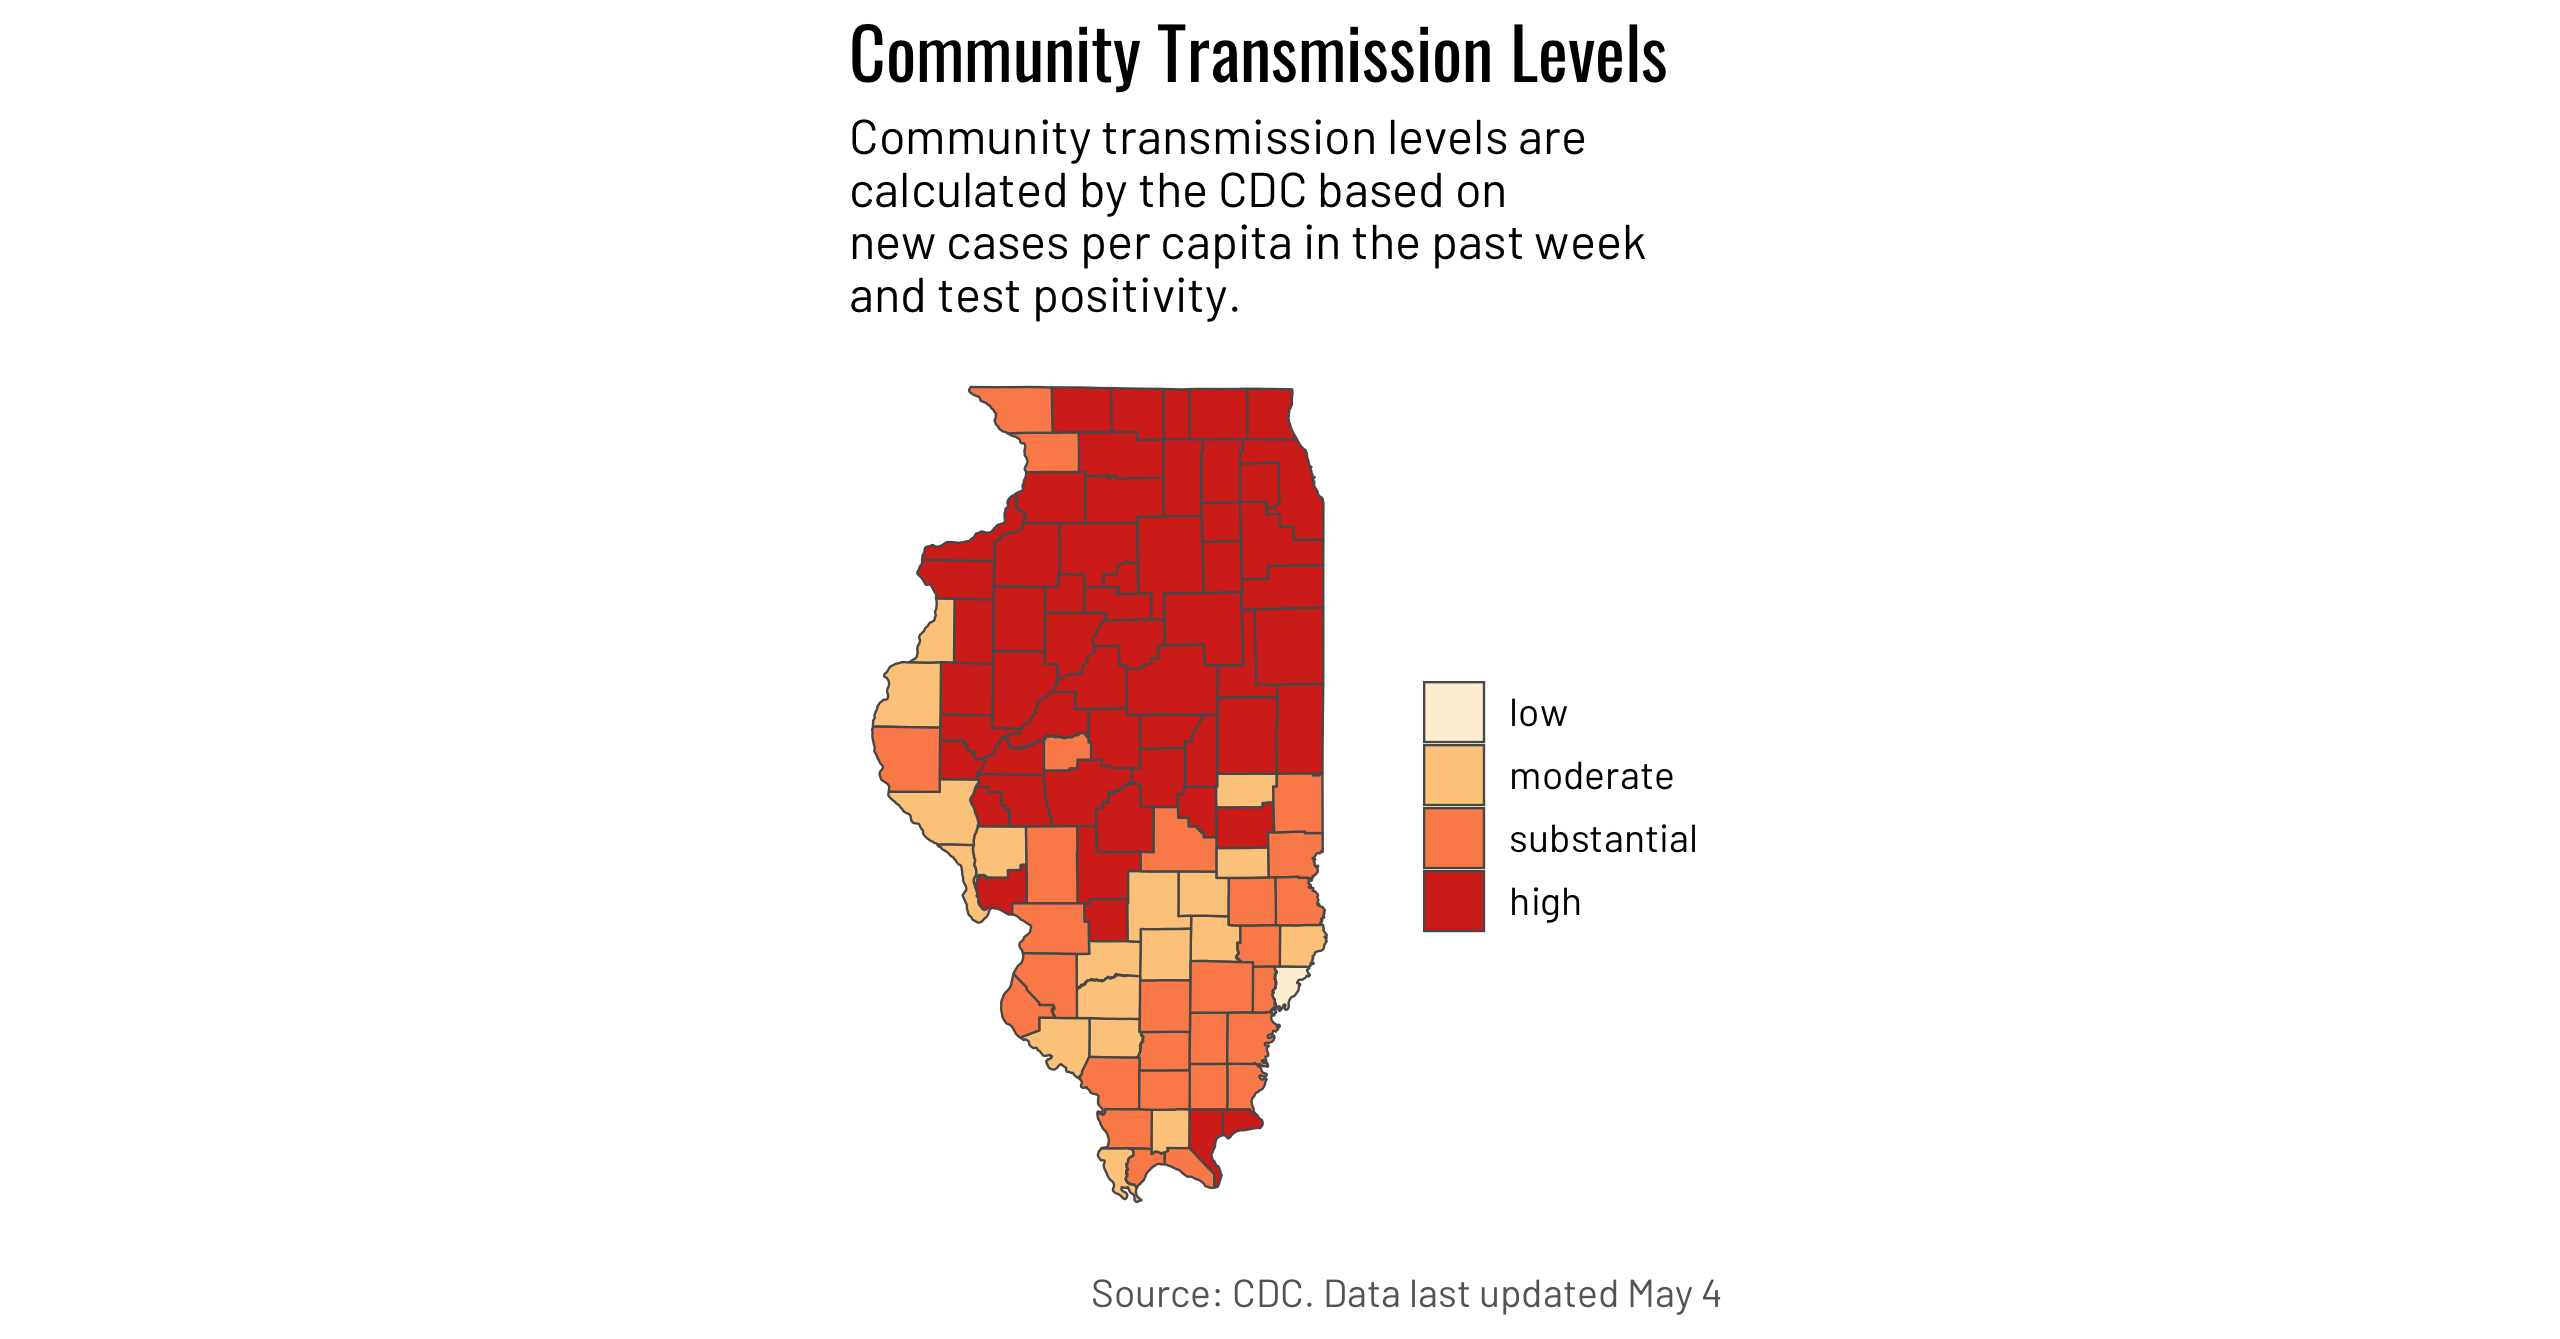 Community Transmission Levels
Community transmission levels are
calculated by the CDC based on
new cases per capita in the past week
and test positivity.
low
moderate
substantial
high
Source: CDC. Data last updated May 4